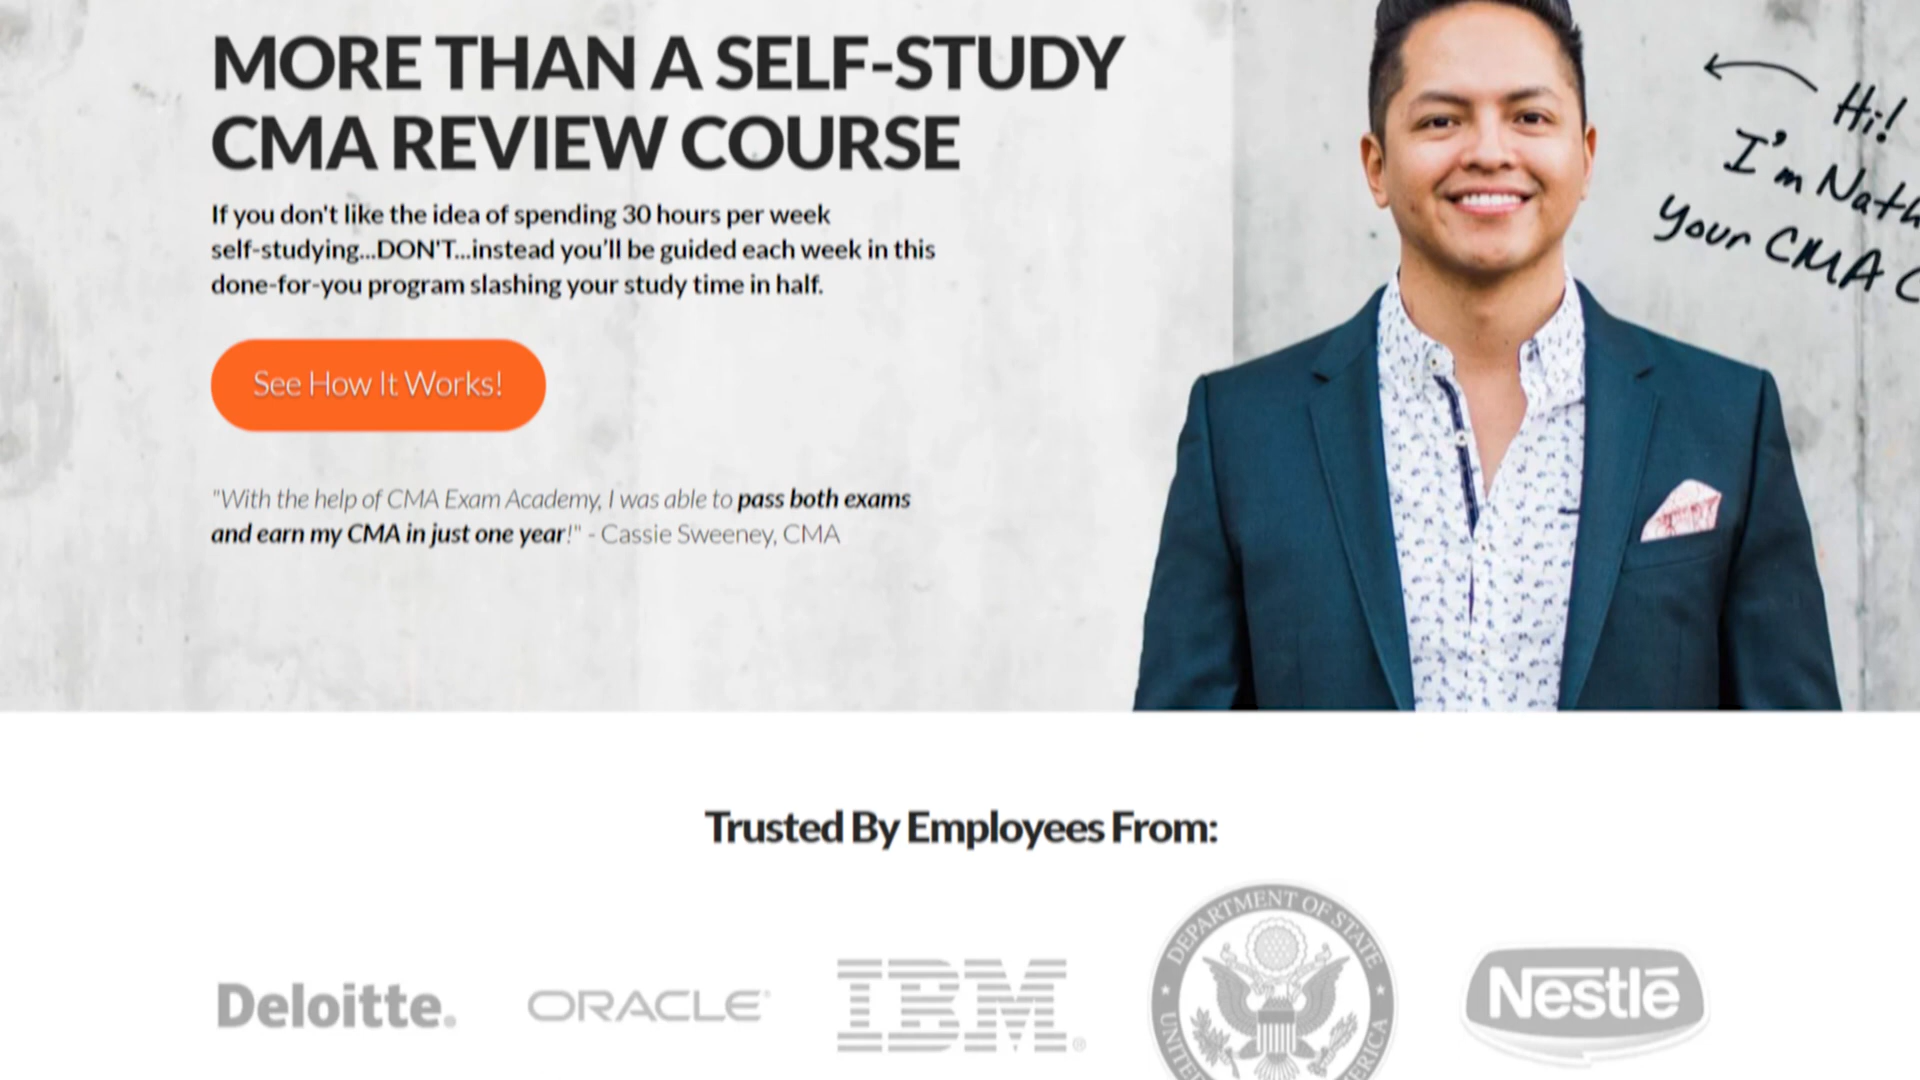 MORE THAN A SELF-STUDY
CMA REVIEW COURSE
If you don't like the idea of spending 30 hours per week
self-studying...DON'T...instead you'll be guided each week in this
done-for-you program slashing your study time in half.
See How It Works!
"With the help of CMA Exam Academy, I was able to pass both exams
and earn my CMA in just one year!" - Cassie Sweeney, CMA
Hi!
I'm Nath
your CMA C
Trusted By Employees From:
Deloitte.
ORACLE
IBM®
DEPARTMENT OF STATE
Nestlé